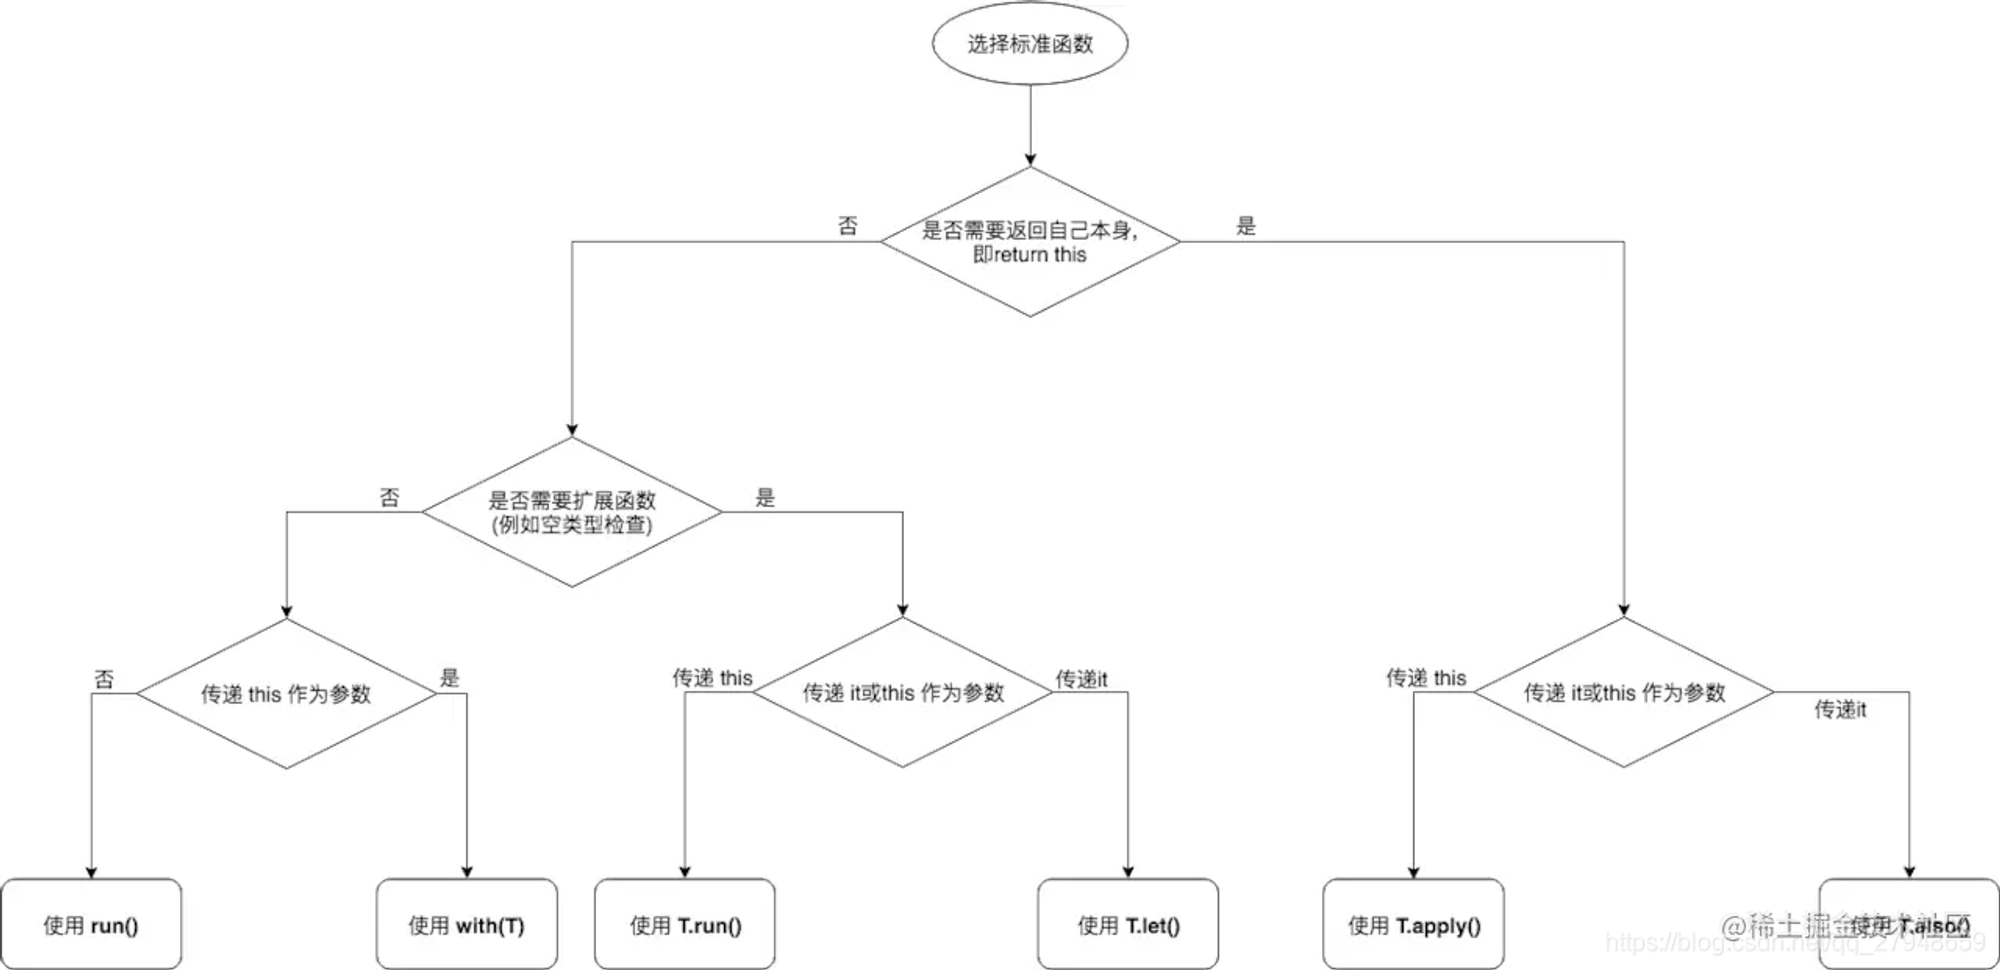 选择标准函数
否
是否需要返回自己本身,
即return this
是
否
是否需要扩展函数
(例如空类型检查)
是
否
传递 this 作为参数
是
传递 this
传递 it或this 作为参数
传递it
传递 this
传递 it或this 作为参数
传递it
使用 run()
使用 with(T)
使用 T.run()
使用 T.let()
使用 T.apply()
使用 T.also()
@稀土掘金技术社区
https://blog.csdn.net/qq_27948659